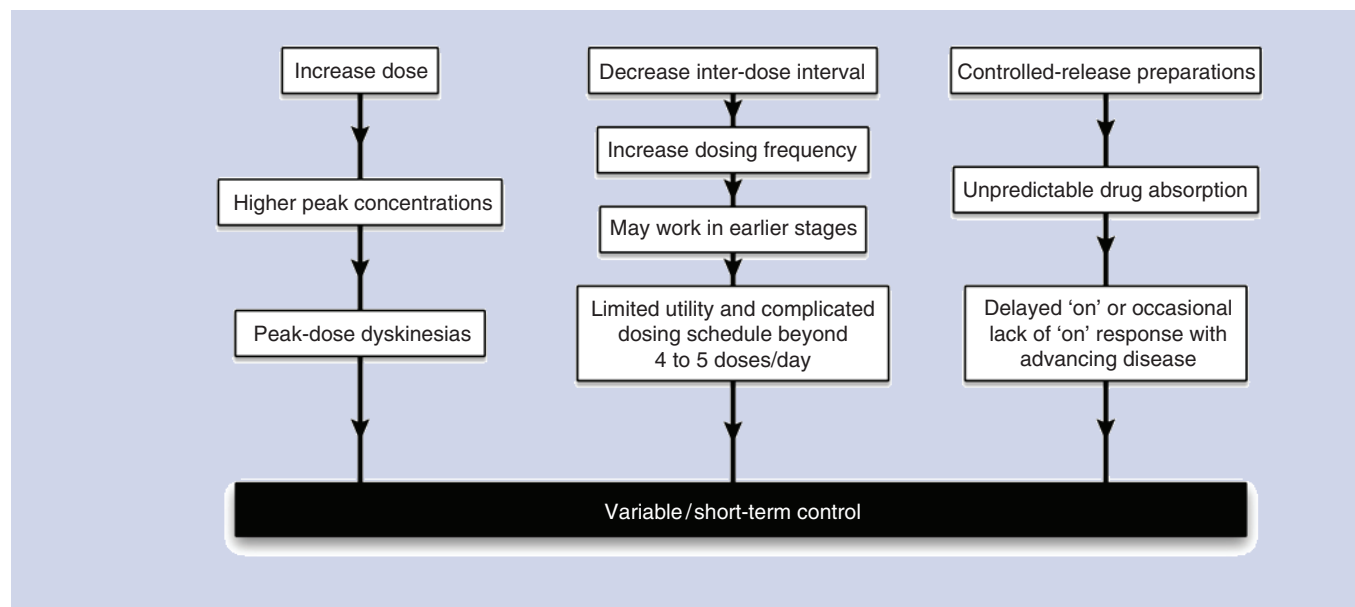 Increase dose
Higher peak concentrations
Peak-dose dyskinesias
Decrease inter-dose interval
Increase dosing frequency
May work in earlier stages
Limited utility and complicated
dosing schedule beyond
4 to 5 doses/day
Controlled-release preparations
Unpredictable drug absorption
Delayed ‘on’ or occasional
lack of ‘on’ response with
advancing disease
Variable/short-term control